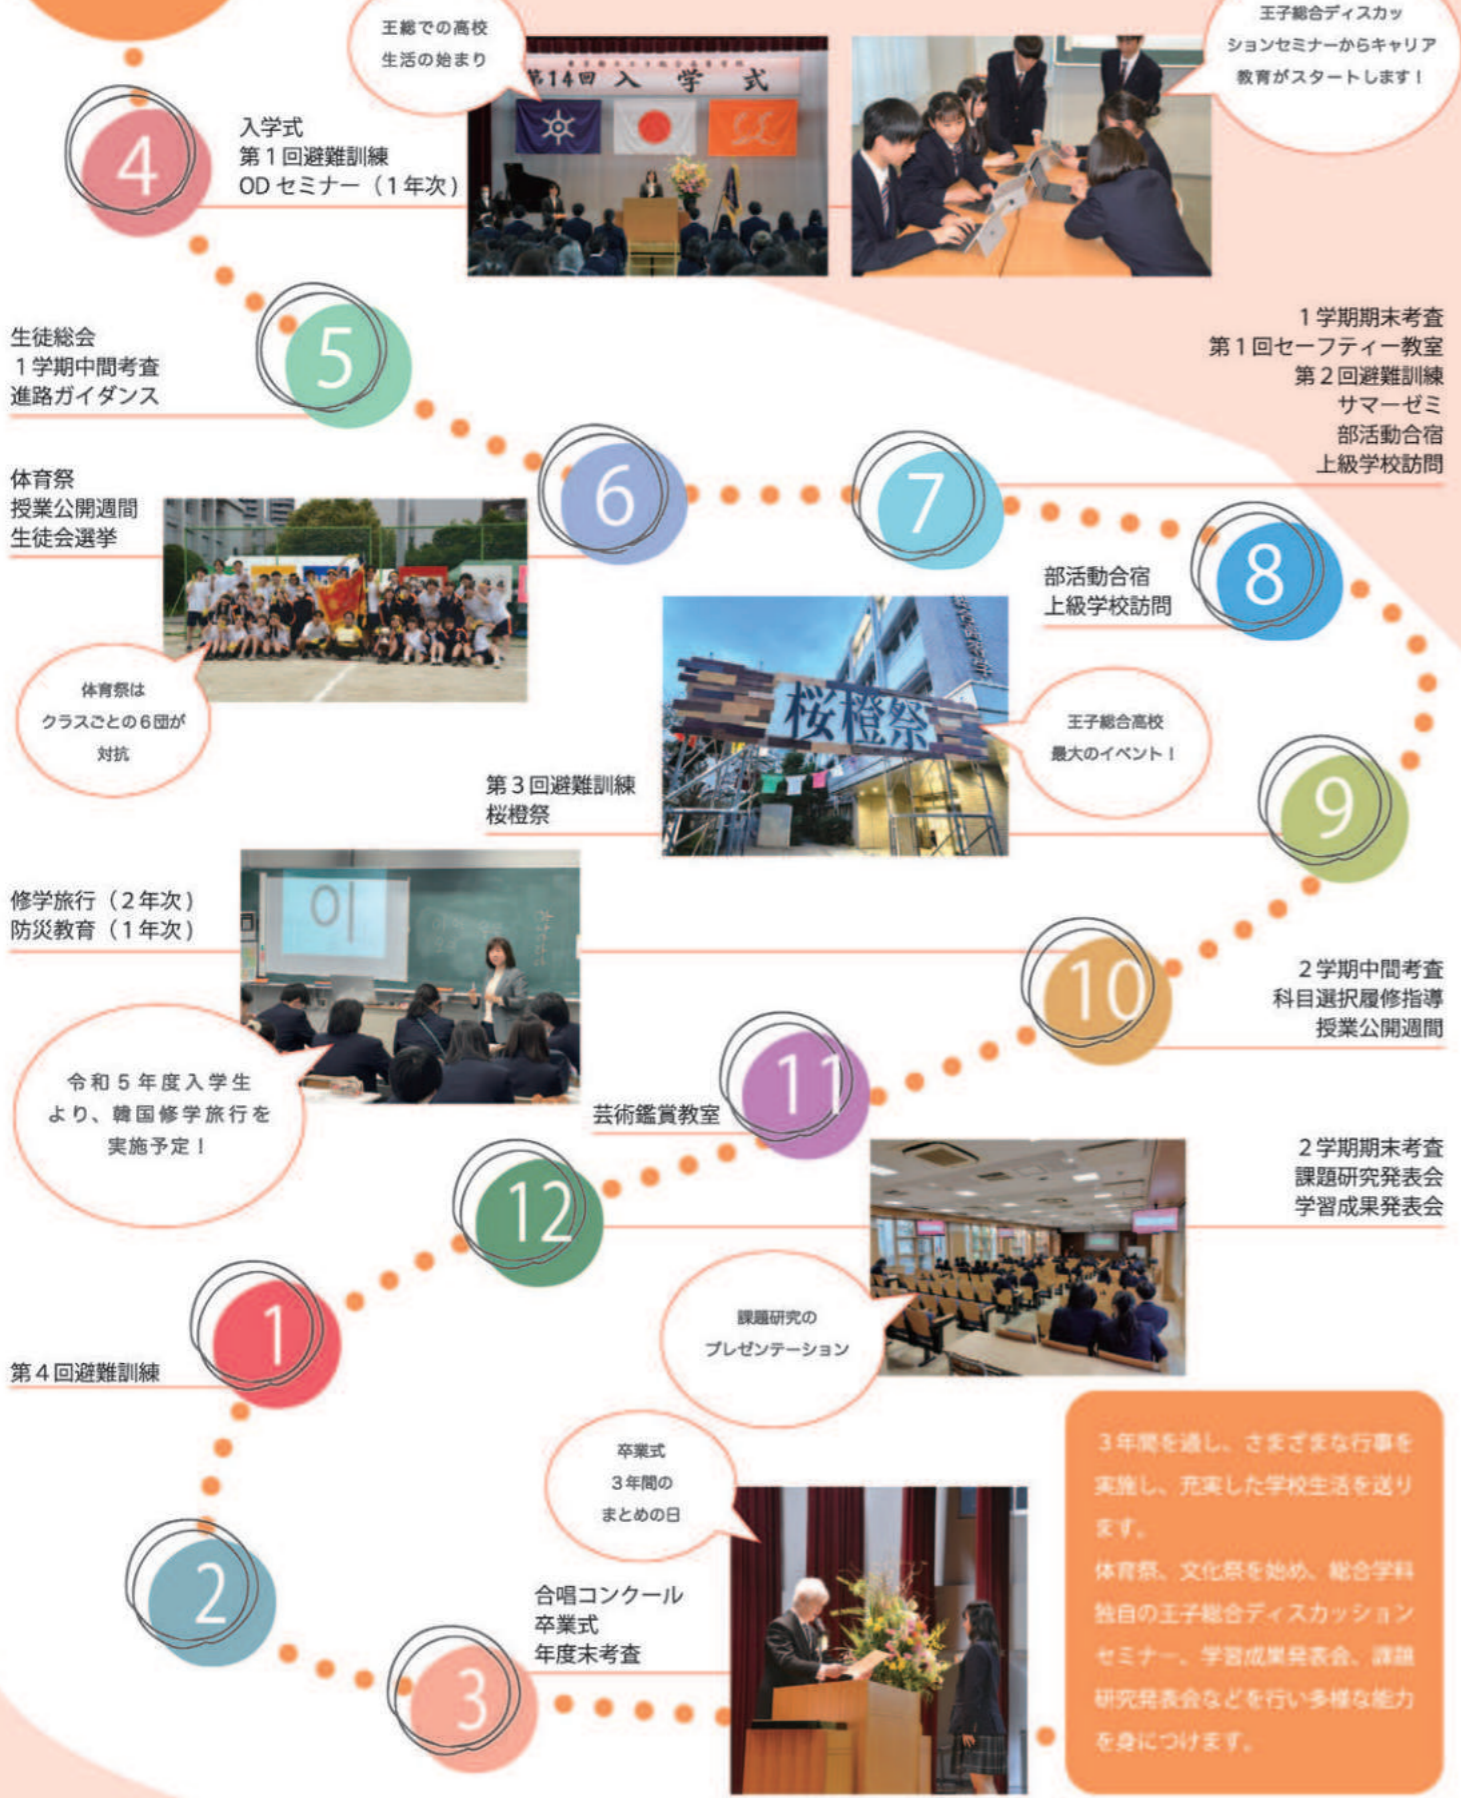 王総での高校
生活の始まり
王子総合ディスカッ
ションセミナーからキャリア
教育がスタートします！
第14回 入 学 式
4
入学式
第１回避難訓練
OD セミナー（１年次）
5
生徒総会
１学期中間考査
進路ガイダンス
6
体育祭
授業公開週間
生徒会選挙
体育祭は
クラスごとの６団が
対抗
7
１学期期末考査
第１回セーフティー教室
第２回避難訓練
サマーゼミ
部活動合宿
上級学校訪問
8
部活動合宿
上級学校訪問
9
第３回避難訓練
桜橙祭
桜橙祭
王子総合高校
最大のイベント！
10
修学旅行（２年次）
防災教育（１年次）
이
令和５年度入学生
より、韓国修学旅行を
実施予定！
２学期中間考査
科目選択履修指導
授業公開週間
11
芸術鑑賞教室
12
２学期期末考査
課題研究発表会
学習成果発表会
課題研究の
プレゼンテーション
1
第４回避難訓練
2
3
合唱コンクール
卒業式
年度末考査
卒業式
３年間の
まとめの日
３年間を通し、さまざまな行事を
実施し、充実した学校生活を送り
ます。
体育祭、文化祭を始め、総合学科
独自の王子総合ディスカッション
セミナー、学習成果発表会、課題
研究発表会などを行い多様な能力
を身につけます。